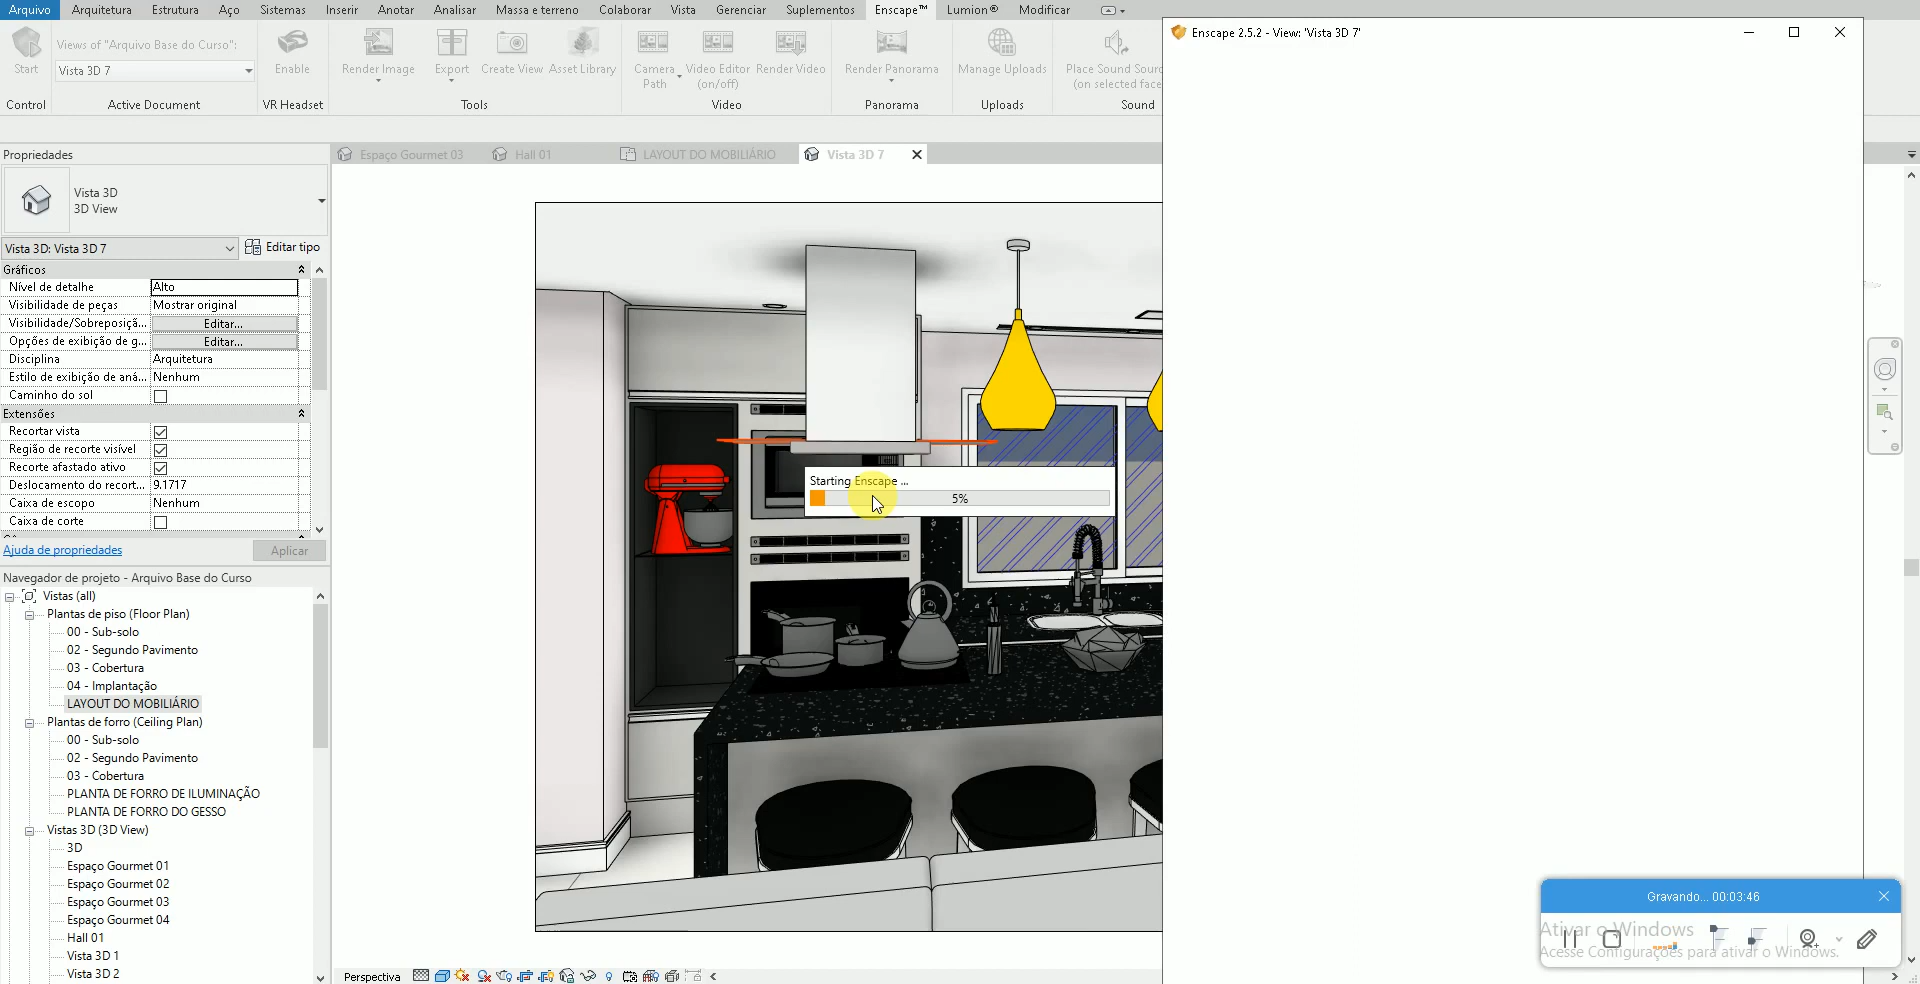 Arquivo Arquitetura Estrutura Aço Sistemas Inserir Anotar Analisar Massa e terreno Colaborar Vista Gerenciar Suplementos Enscape™ Lumion® Modificar
Enscape 2.5.2 - View: 'Vista 3D 7'
Views of "Arquivo Base do Curso":
Vista 3D 7
Start Enable Render Image Export Create View Asset Library Camera Path Video Editor (on/off) Render Video Render Panorama Manage Uploads Place Sound Sourc (on selected face
Control Active Document VR Headset Tools Video Panorama Uploads Sound
Propriedades
Espaço Gourmet 03 Hall 01 LAYOUT DO MOBILIÁRIO Vista 3D 7
Vista 3D
3D View
Vista 3D: Vista 3D 7 Editar tipo
Gráficos
Nível de detalhe Alto
Visibilidade de peças Mostrar original
Visibilidade/Sobreposiçã... Editar...
Opções de exibição de g... Editar...
Disciplina Arquitetura
Estilo de exibição de aná... Nenhum
Caminho do sol
Extensões
Recortar vista
Região de recorte visível
Recorte afastado ativo
Deslocamento do recort... 9.1717
Caixa de escopo Nenhum
Caixa de corte
Ajuda de propriedades Aplicar
Starting Enscape ...
5%
Navegador de projeto - Arquivo Base do Curso
Vistas (all)
Plantas de piso (Floor Plan)
00 - Sub-solo
02 - Segundo Pavimento
03 - Cobertura
04 - Implantação
LAYOUT DO MOBILIÁRIO
Plantas de forro (Ceiling Plan)
00 - Sub-solo
02 - Segundo Pavimento
03 - Cobertura
PLANTA DE FORRO DE ILUMINAÇÃO
PLANTA DE FORRO DO GESSO
Vistas 3D (3D View)
3D
Espaço Gourmet 01
Espaço Gourmet 02
Espaço Gourmet 03
Espaço Gourmet 04
Hall 01
Vista 3D 1
Vista 3D 2
Perspectiva
Gravando... 00:03:46
Ativar o Windows
Acesse Configurações para ativar o Windows.